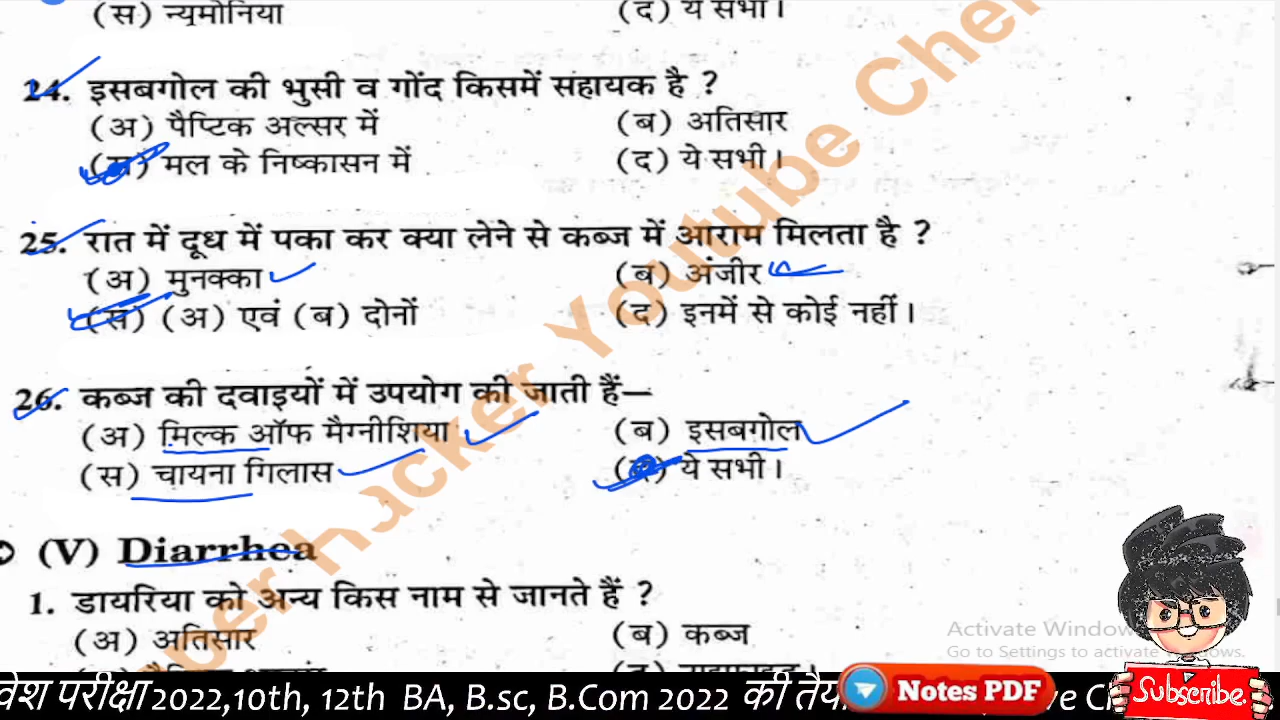 (स) न्यूमोनिया (द) ये सभी।
24. इसबगोल की भुसी व गोंद किसमें सहायक है ?
(अ) पैप्टिक अल्सर में (ब) अतिसार
(स) मल के निष्कासन में (द) ये सभी।
25. रात में दूध में पका कर क्या लेने से कब्ज में आराम मिलता है ?
(अ) मुनक्का (ब) अंजीर
(स) (अ) एवं (ब) दोनों (द) इनमें से कोई नहीं।
26. कब्ज की दवाइयों में उपयोग की जाती हैं—
(अ) मिल्क ऑफ मैग्नीशिया (ब) इसबगोल
(स) चायना गिलास (द) ये सभी।
(V) Diarrhea
1. डायरिया को अन्य किस नाम से जानते हैं ?
(अ) अतिसार (ब) कब्ज
hacker Youtube
Activate
Go to Settings to activate
परीक्षा 2022,10th, 12th BA, B.sc, B.Com 2022 की
Notes PDF
Subscribe